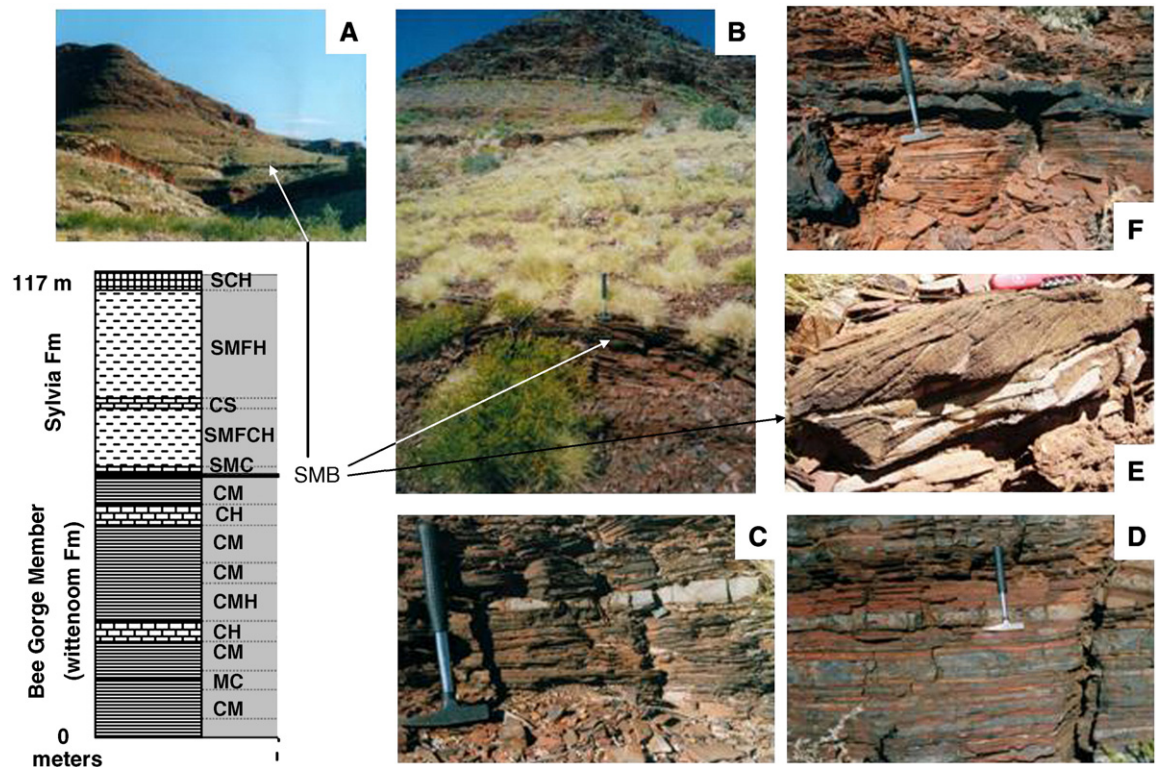 A
B
F
117 m
SCH
Sylvia Fm
SMFH
CS
SMFCH
SMC
SMB
E
Bee Gorge Member
(wittenoom Fm)
CM
CH
CM
CM
CMH
CH
CM
MC
CM
0
meters
C
D